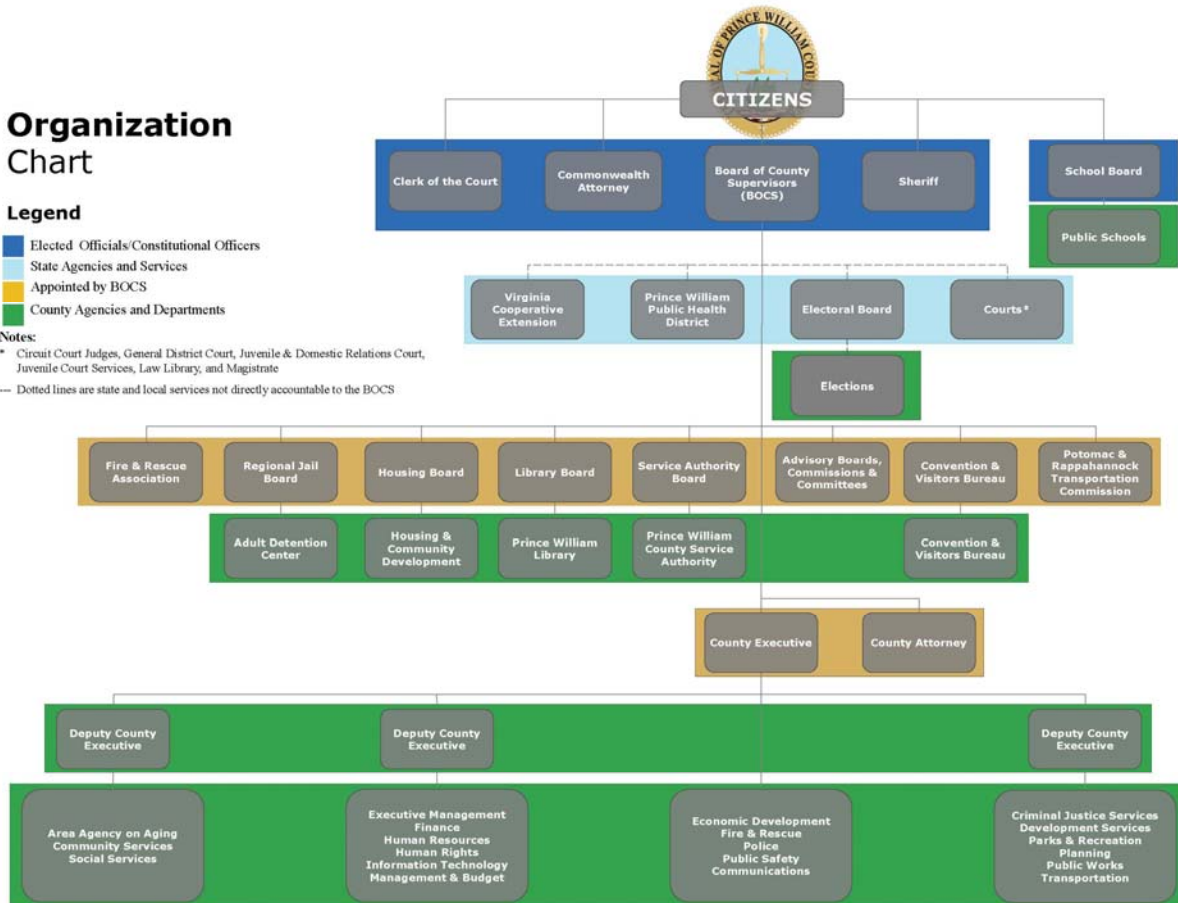 SEAL OF PRINCE WILLIAM COUN
CITIZENS
Organization
Chart
Legend
Elected Officials/Constitutional Officers
State Agencies and Services
Appointed by BOCS
County Agencies and Departments
Notes:
* Circuit Court Judges, General District Court, Juvenile & Domestic Relations Court,
Juvenile Court Services, Law Library, and Magistrate
--- Dotted lines are state and local services not directly accountable to the BOCS
Clerk of the Court
Commonwealth
Attorney
Board of County
Supervisors
(BOCS)
Sheriff
School Board
Public Schools
Virginia
Cooperative
Extension
Prince William
Public Health
District
Electoral Board
Courts*
Elections
Fire & Rescue
Association
Regional Jail
Board
Housing Board
Library Board
Service Authority
Board
Advisory Boards,
Commissions &
Committees
Convention &
Visitors Bureau
Potomac &
Rappahannock
Transportation
Commission
Adult Detention
Center
Housing &
Community
Development
Prince William
Library
Prince William
County Service
Authority
Convention &
Visitors Bureau
County Executive
County Attorney
Deputy County
Executive
Deputy County
Executive
Deputy County
Executive
Area Agency on Aging
Community Services
Social Services
Executive Management
Finance
Human Resources
Human Rights
Information Technology
Management & Budget
Economic Development
Fire & Rescue
Police
Public Safety
Communications
Criminal Justice Services
Development Services
Parks & Recreation
Planning
Public Works
Transportation